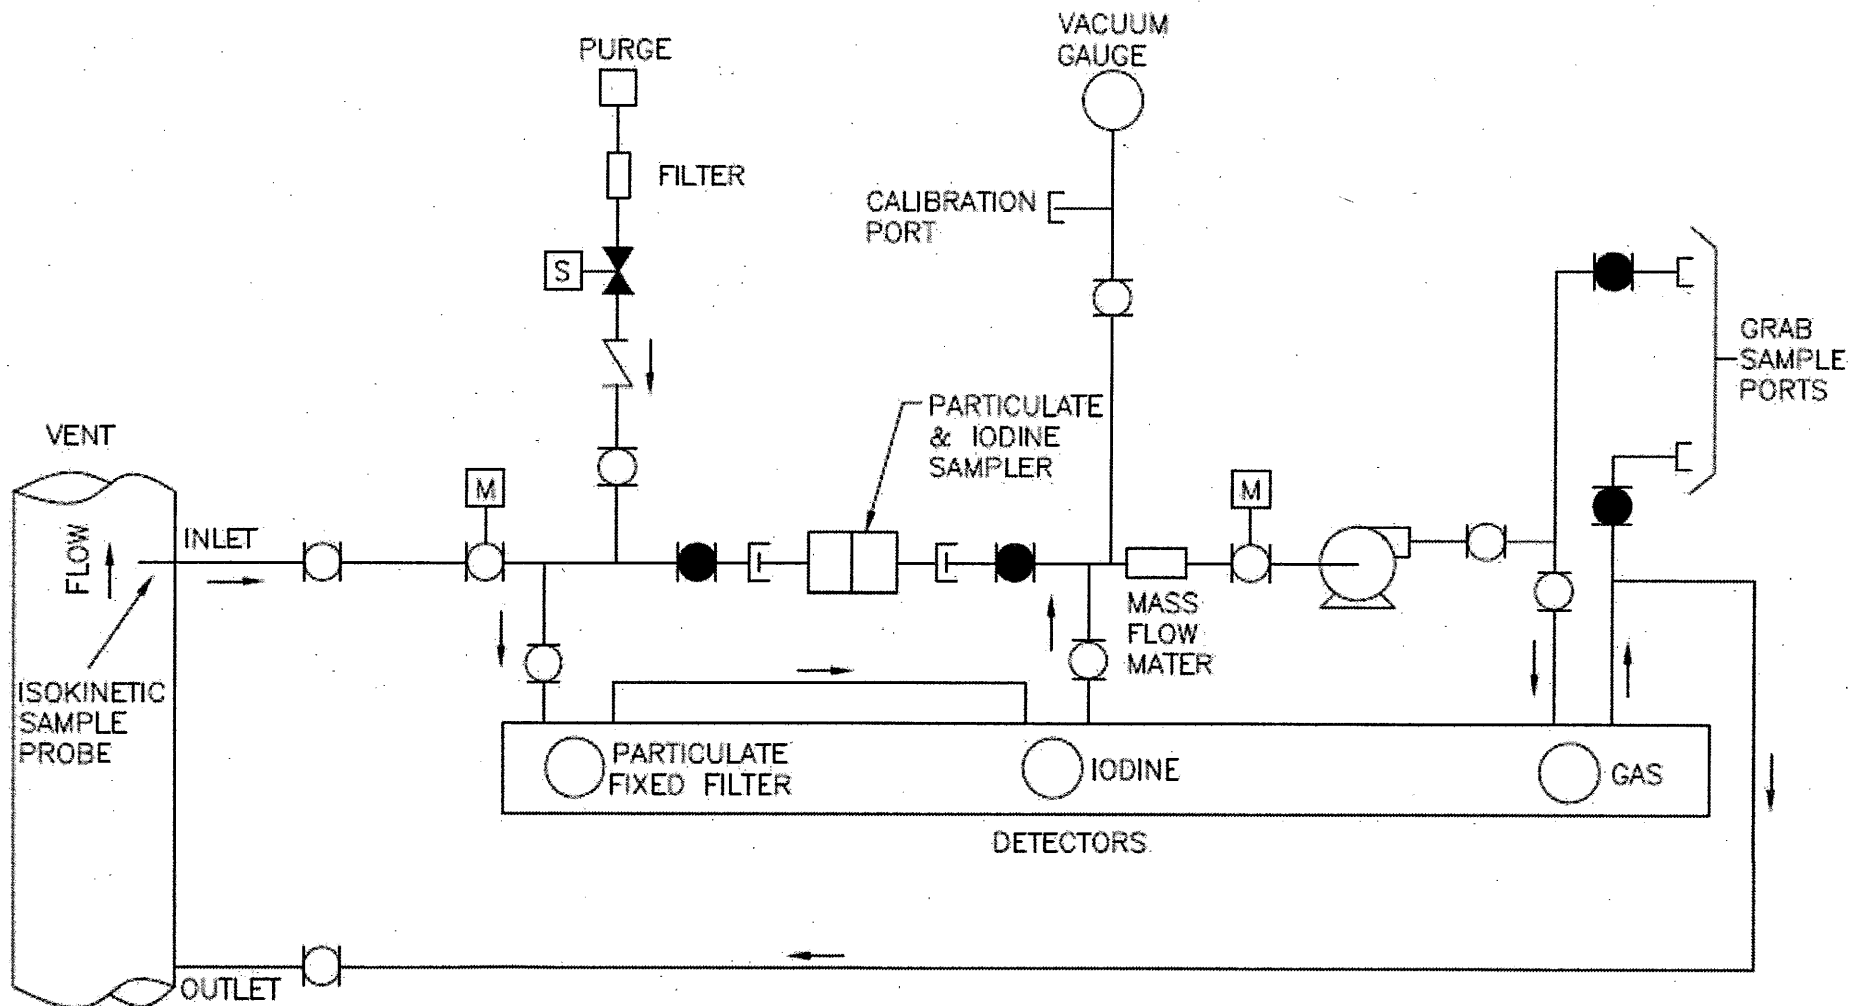 VACUUM
GAUGE
PURGE
FILTER
CALIBRATION
PORT
S
GRAB
SAMPLE
PORTS
PARTICULATE
& IODINE
SAMPLER
VENT
M
M
INLET
FLOW
MASS
FLOW
MATER
ISOKINETIC
SAMPLE
PROBE
PARTICULATE
FIXED FILTER
IODINE
GAS
DETECTORS
OUTLET